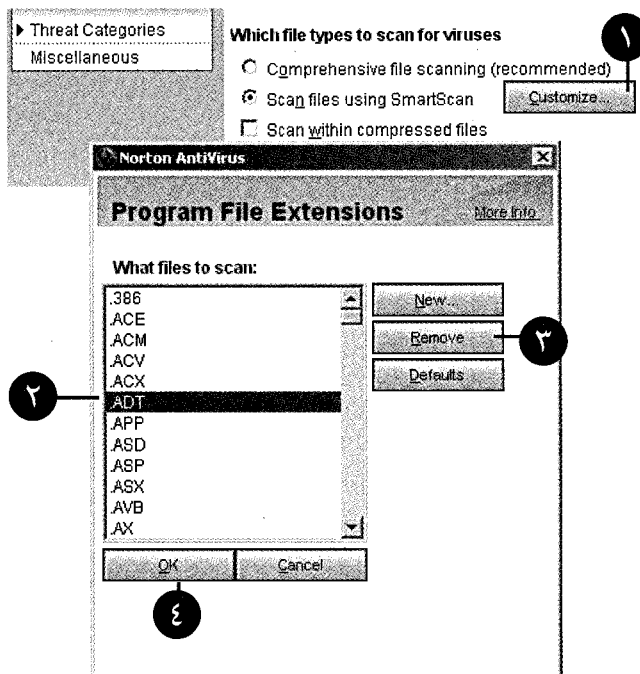 Threat Categories
Miscellaneous
Which file types to scan for viruses
Comprehensive file scanning (recommended)
Scan files using SmartScan
Customize...
Scan within compressed files
١
Norton AntiVirus
Program File Extensions
More Info
What files to scan:
.386
.ACE
.ACM
.ACV
.ACX
.ADT
.APP
.ASD
.ASP
.ASX
.AVB
.AX
New...
Remove
Defaults
٢
٣
OK
Cancel
٤